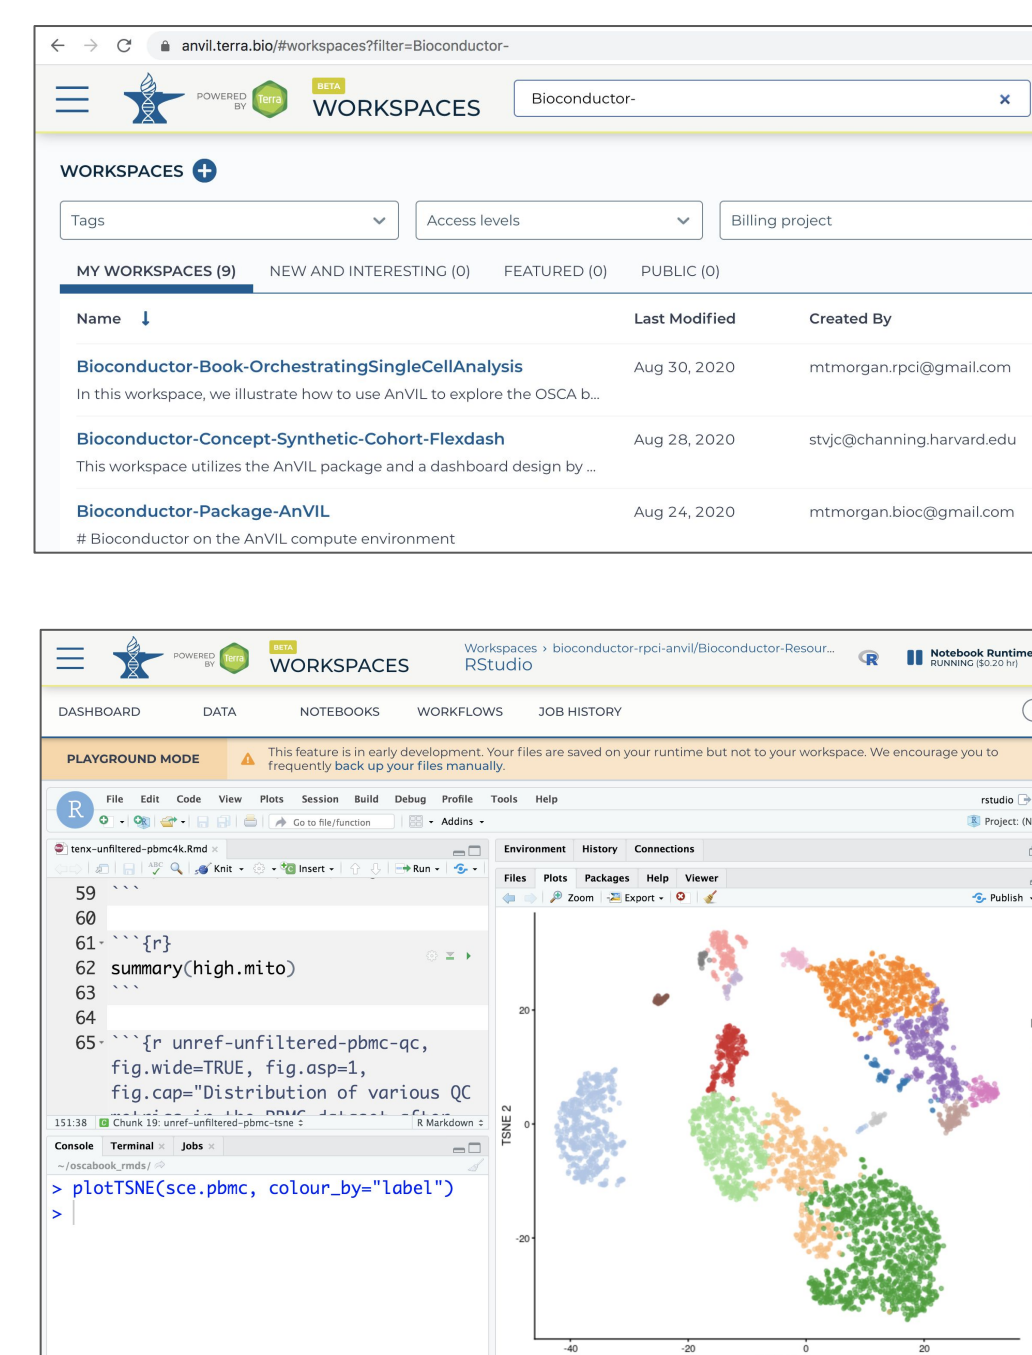 anvil.terra.bio/#workspaces?filter=Bioconductor-
POWERED BY Terra
BETA
WORKSPACES
Bioconductor-
WORKSPACES
Tags
Access levels
Billing project
MY WORKSPACES (9) NEW AND INTERESTING (0) FEATURED (0) PUBLIC (0)
Name Last Modified Created By
Bioconductor-Book-OrchestratingSingleCellAnalysis Aug 30, 2020 mtmorgan.rpci@gmail.com
In this workspace, we illustrate how to use AnVIL to explore the OSCA b...
Bioconductor-Concept-Synthetic-Cohort-Flexdash Aug 28, 2020 stvjc@channing.harvard.edu
This workspace utilizes the AnVIL package and a dashboard design by ...
Bioconductor-Package-AnVIL Aug 24, 2020 mtmorgan.bioc@gmail.com
# Bioconductor on the AnVIL compute environment
POWERED BY Terra
BETA
WORKSPACES
Workspaces › bioconductor-rpci-anvil/Bioconductor-Resour...
RStudio
Notebook Runtime
RUNNING ($0.20 hr)
DASHBOARD DATA NOTEBOOKS WORKFLOWS JOB HISTORY
PLAYGROUND MODE
This feature is in early development. Your files are saved on your runtime but not to your workspace. We encourage you to
frequently back up your files manually.
File Edit Code View Plots Session Build Debug Profile Tools Help
rstudio
Go to file/function
Addins
Project: (N
tenx-unfiltered-pbmc4k.Rmd
ABC Knit Insert Run
59 ```
60
61 ```{r}
62 summary(high.mito)
63 ```
64
65 ```{r unref-unfiltered-pbmc-qc,
fig.wide=TRUE, fig.asp=1,
fig.cap="Distribution of various QC
metrics in the PBMC dataset after
151:38 Chunk 19: unref-unfiltered-pbmc-tsne R Markdown
Console Terminal Jobs
~/oscabook_rmds/
> plotTSNE(sce.pbmc, colour_by="label")
>
Environment History Connections
Files Plots Packages Help Viewer
Zoom Export Publish
20
0
-20
TSNE 2
-40 -20 0 20